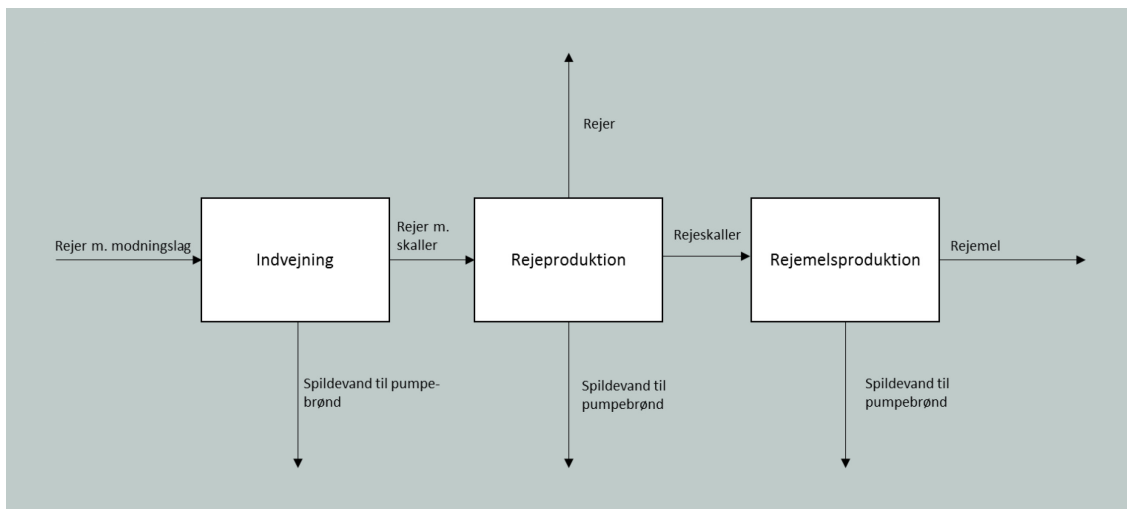 Rejer
Rejer m. modningslag
Indvejning
Rejer m.
skaller
Rejeproduktion
Rejeskaller
Rejemelsproduktion
Rejemel
Spildevand til pumpe-
brønd
Spildevand til
pumpebrønd
Spildevand til
pumpebrønd